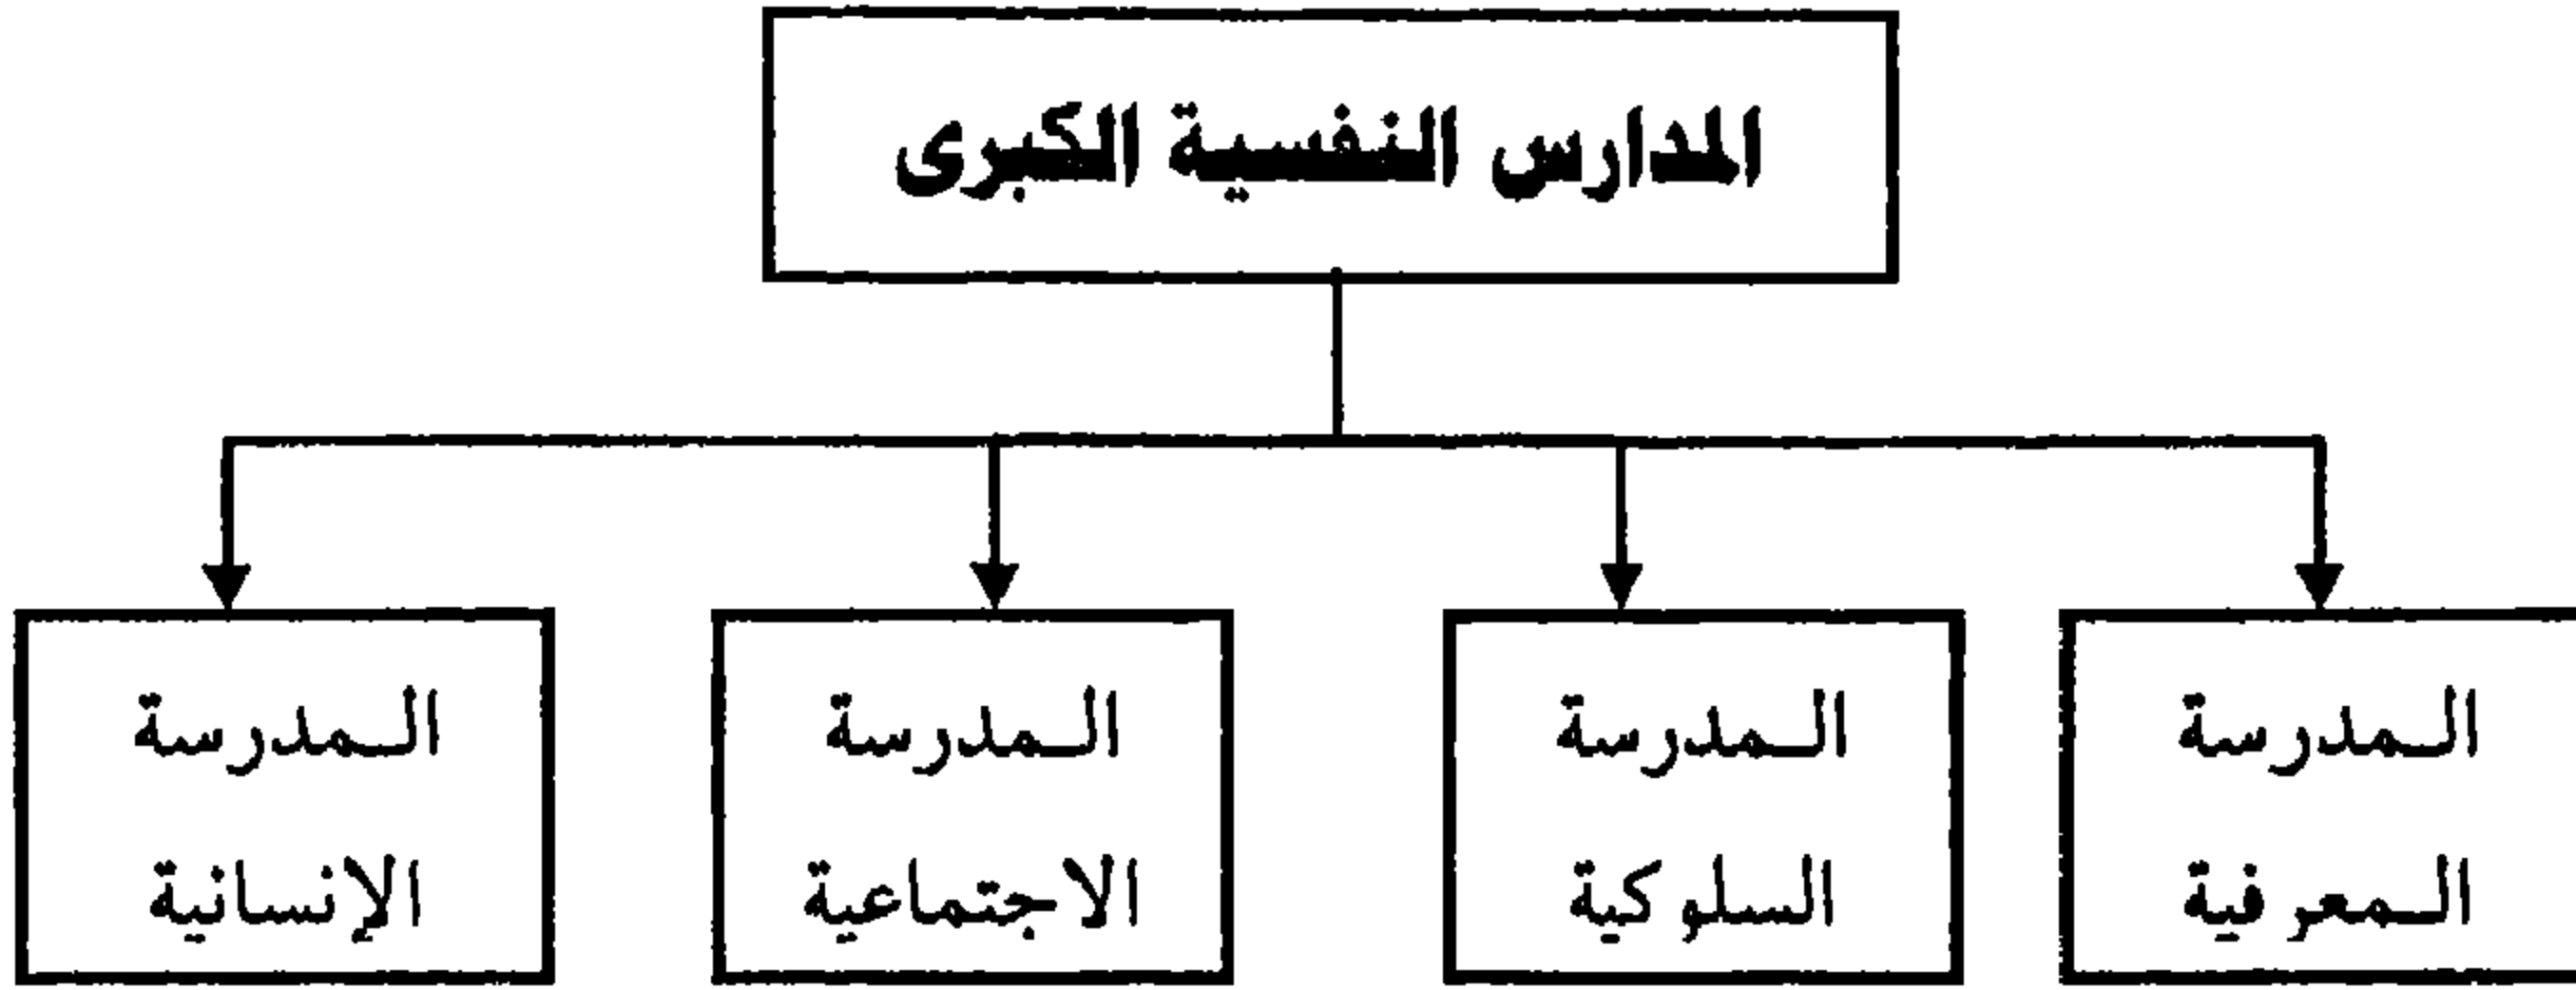 المدارس النفسية الكبرى
المدرسة
المعرفية
المدرسة
السلوكية
المدرسة
الاجتماعية
المدرسة
الإنسانية